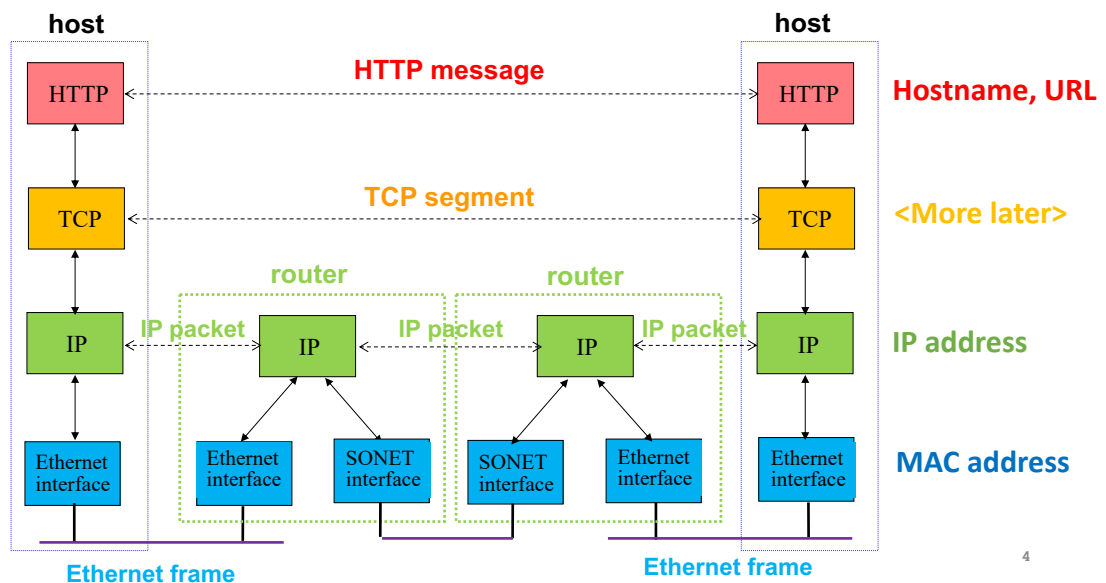 host
host
HTTP
HTTP message
HTTP
Hostname, URL
TCP
TCP segment
TCP
<More later>
router
router
IP
IP packet
IP
IP packet
IP
IP packet
IP
IP address
Ethernet
interface
Ethernet
interface
SONET
interface
SONET
interface
Ethernet
interface
Ethernet
interface
MAC address
Ethernet frame
Ethernet frame
4